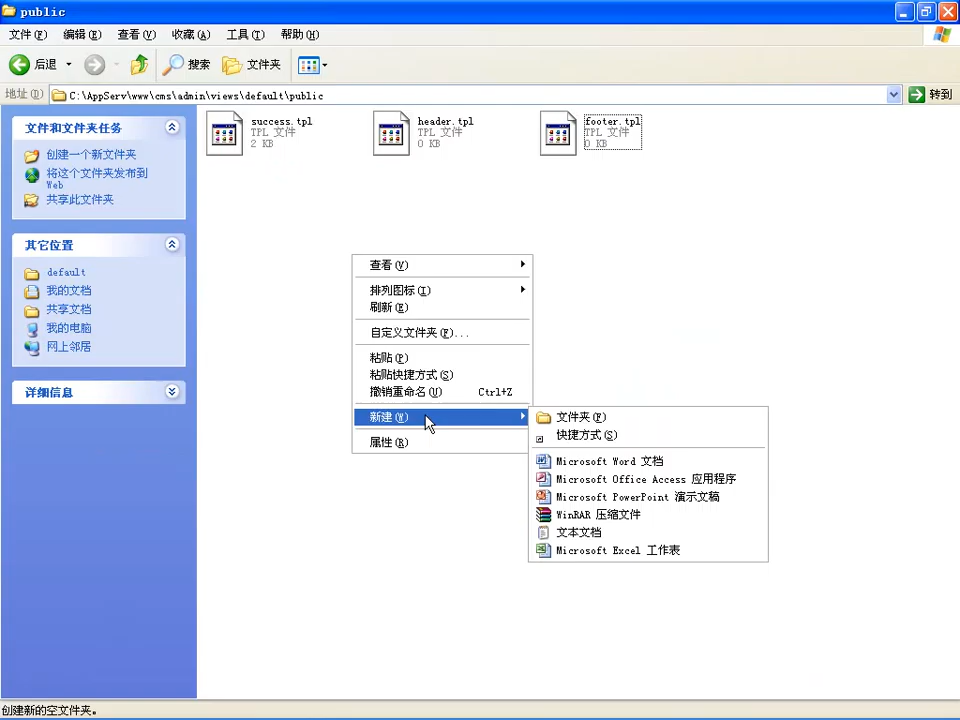 public
文件(F) 编辑(E) 查看(V) 收藏(A) 工具(T) 帮助(H)
后退 搜索 文件夹
地址(D) C:\AppServ\www\cms\admin\views\default\public 转到
文件和文件夹任务
创建一个新文件夹
将这个文件夹发布到
Web
共享此文件夹
其它位置
default
我的文档
共享文档
我的电脑
网上邻居
详细信息
success.tpl
TPL 文件
2 KB
header.tpl
TPL 文件
0 KB
footer.tpl
TPL 文件
0 KB
查看(V)
排列图标(I)
刷新(E)
自定义文件夹(F)...
粘贴(P)
粘贴快捷方式(S)
撤销重命名(U) Ctrl+Z
新建(W)
属性(R)
文件夹(F)
快捷方式(S)
Microsoft Word 文档
Microsoft Office Access 应用程序
Microsoft PowerPoint 演示文稿
WinRAR 压缩文件
文本文档
Microsoft Excel 工作表
创建新的空文件夹。